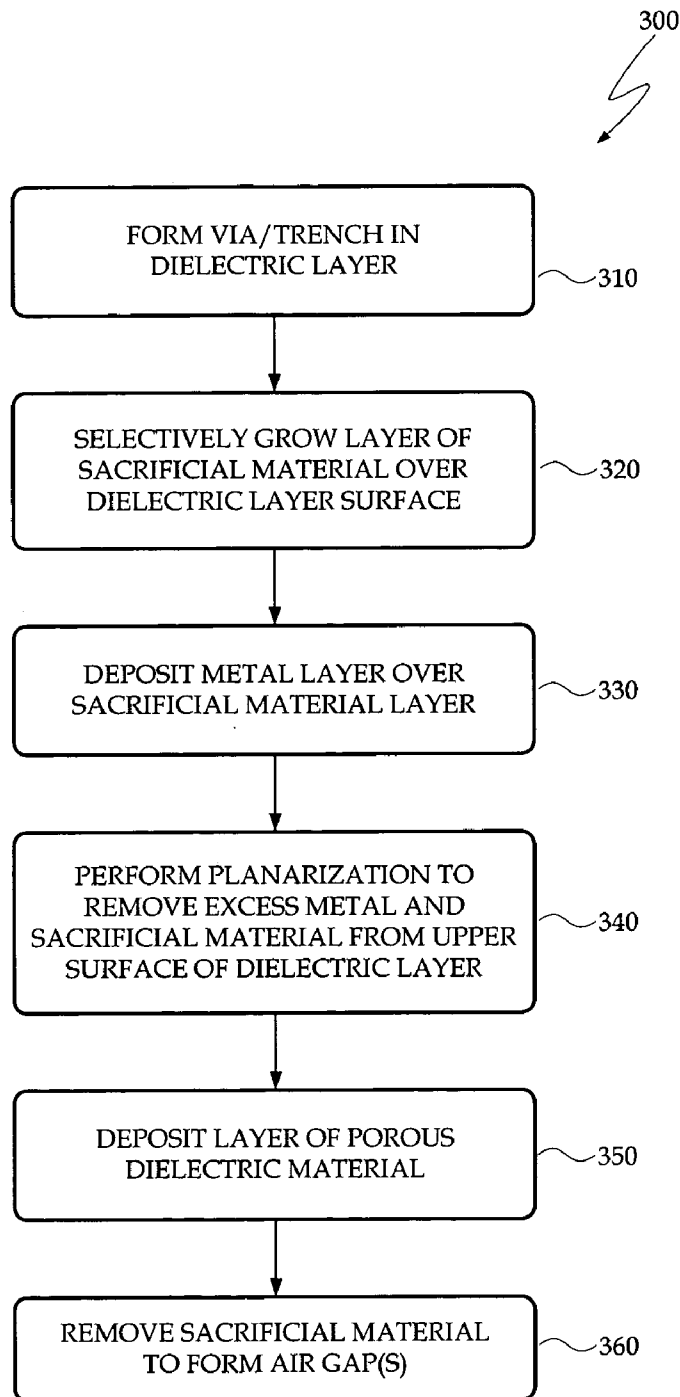 300
FORM VIA/TRENCH IN
DIELECTRIC LAYER
310
SELECTIVELY GROW LAYER OF
SACRIFICIAL MATERIAL OVER
DIELECTRIC LAYER SURFACE
320
DEPOSIT METAL LAYER OVER
SACRIFICIAL MATERIAL LAYER
330
PERFORM PLANARIZATION TO
REMOVE EXCESS METAL AND
SACRIFICIAL MATERIAL FROM UPPER
SURFACE OF DIELECTRIC LAYER
340
DEPOSIT LAYER OF POROUS
DIELECTRIC MATERIAL
350
REMOVE SACRIFICIAL MATERIAL
TO FORM AIR GAP(S)
360